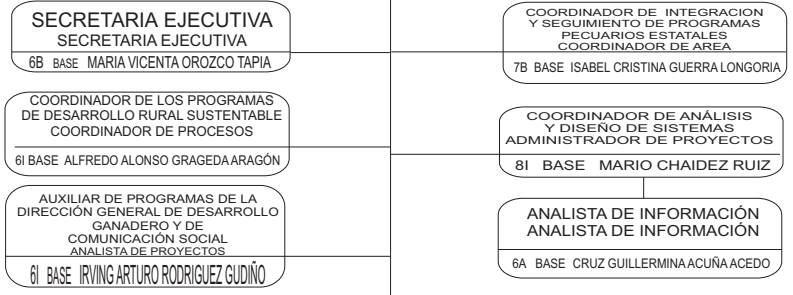 SECRETARIA EJECUTIVA
SECRETARIA EJECUTIVA
6B BASE MARIA VICENTA OROZCO TAPIA
COORDINADOR DE LOS PROGRAMAS
DE DESARROLLO RURAL SUSTENTABLE
COORDINADOR DE PROCESOS
6I BASE ALFREDO ALONSO GRAGEDA ARAGÓN
AUXILIAR DE PROGRAMAS DE LA
DIRECCIÓN GENERAL DE DESARROLLO
GANADERO Y DE
COMUNICACIÓN SOCIAL
ANALISTA DE PROYECTOS
6I BASE IRVING ARTURO RODRIGUEZ GUDIÑO
COORDINADOR DE INTEGRACION
Y SEGUIMIENTO DE PROGRAMAS
PECUARIOS ESTATALES
COORDINADOR DE AREA
7B BASE ISABEL CRISTINA GUERRA LONGORIA
COORDINADOR DE ANÁLISIS
Y DISEÑO DE SISTEMAS
ADMINISTRADOR DE PROYECTOS
8I BASE MARIO CHAIDEZ RUIZ
ANALISTA DE INFORMACIÓN
ANALISTA DE INFORMACIÓN
6A BASE CRUZ GUILLERMINA ACUÑA ACEDO